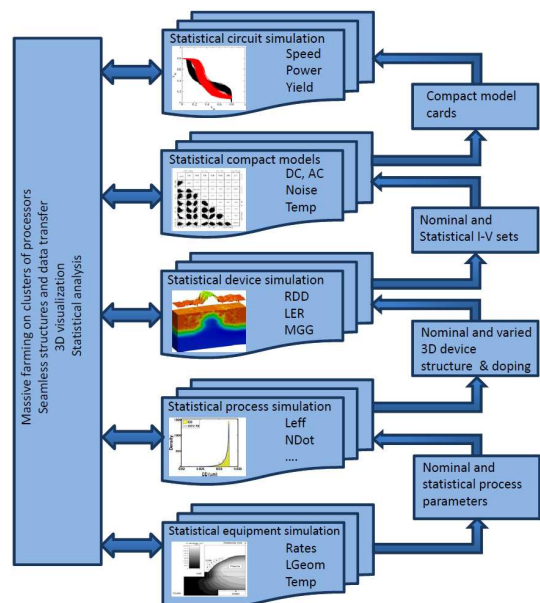 Massive farming on clusters of processors
Seamless structures and data transfer
3D visualization
Statistical analysis
Statistical circuit simulation
Speed
Power
Yield
Compact model
cards
Statistical compact models
DC, AC
Noise
Temp
Nominal and
Statistical I-V sets
Statistical device simulation
RDD
LER
MGG
Nominal and varied
3D device
structure & doping
Statistical process simulation
Leff
NDot
....
Density
CD (um)
Nominal and
statistical process
parameters
Statistical equipment simulation
Rates
LGeom
Temp